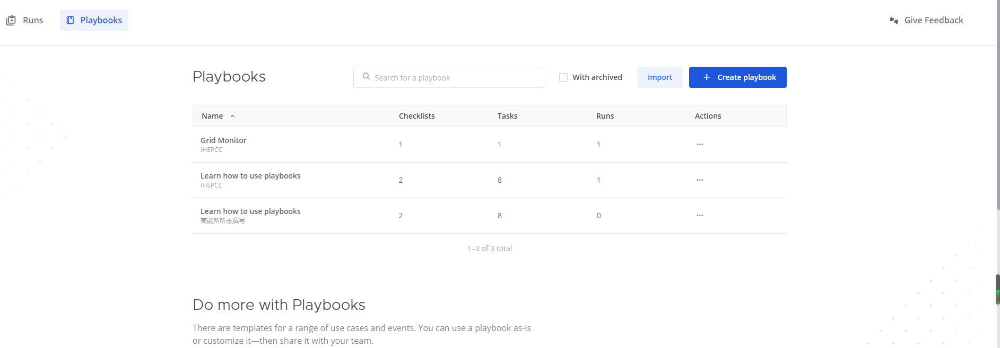 Runs
Playbooks
Give Feedback
Playbooks
Search for a playbook
With archived
Import
+ Create playbook
Name
Checklists
Tasks
Runs
Actions
Grid Monitor
IHEPCC
1
1
1
Learn how to use playbooks
IHEPCC
2
8
1
Learn how to use playbooks
高能所所志撰写
2
8
0
1–3 of 3 total
Do more with Playbooks
There are templates for a range of use cases and events. You can use a playbook as-is
or customize it—then share it with your team.